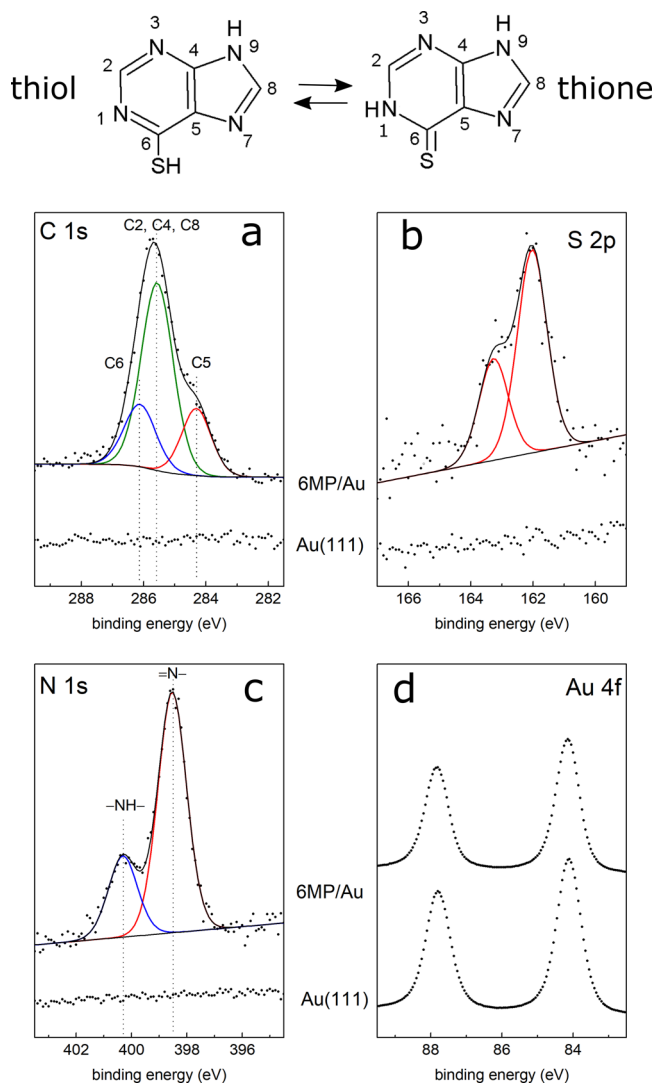 thiol
3
N
H
N
9
4
2
8
N
1
5
N
7
6
SH
3
N
H
N
9
4
2
8
thione
HN
1
5
N
7
6
S
C 1s
C2, C4, C8
a
C6
C5
6MP/Au
Au(111)
288 286 284 282
binding energy (eV)
b
S 2p
166 164 162 160
binding energy (eV)
N 1s
=N–
c
–NH–
6MP/Au
Au(111)
402 400 398 396
binding energy (eV)
d
Au 4f
88 86 84
binding energy (eV)